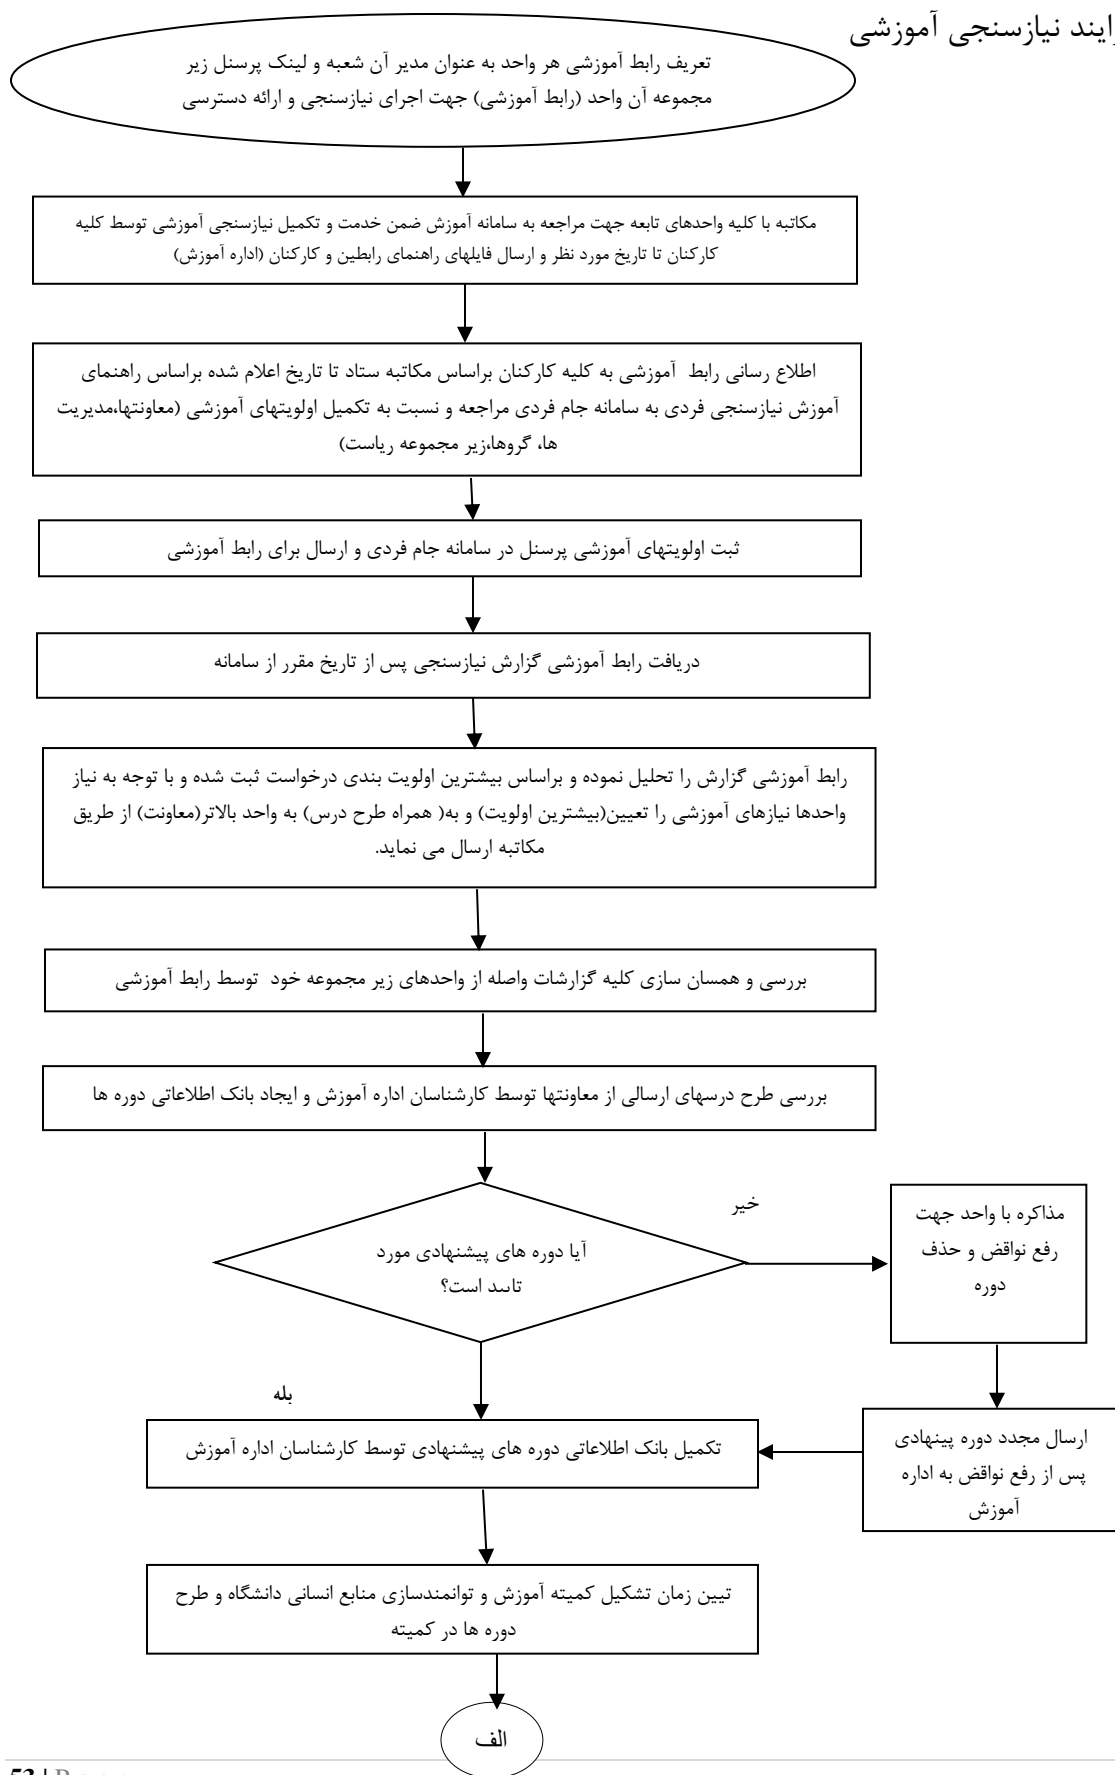 نیازسنجی آموزشی
تعریف رابط آموزشی هر واحد به عنوان مدیر آن شعبه و لینک پرسنل زیر
مجموعه آن واحد (رابط آموزشی) جهت اجرای نیازسنجی و ارائه دسترسی
مکاتبه با کلیه واحدهای تابعه جهت مراجعه به سامانه آموزش ضمن خدمت و تکمیل نیازسنجی آموزشی توسط کلیه
کارکنان تا تاریخ مورد نظر و ارسال فایلهای راهنمای رابطین و کارکنان (اداره آموزش)
اطلاع رسانی رابط آموزشی به کلیه کارکنان براساس مکاتبه ستاد تا تاریخ اعلام شده براساس راهنمای
آموزش نیازسنجی فردی به سامانه جام فردی مراجعه و نسبت به تکمیل اولویتهای آموزشی (معاونتها،مدیریت
ها، گروها،زیر مجموعه ریاست)
ثبت اولویتهای آموزشی پرسنل در سامانه جام فردی و ارسال برای رابط آموزشی
دریافت رابط آموزشی گزارش نیازسنجی پس از تاریخ مقرر از سامانه
رابط آموزشی گزارش را تحلیل نموده و براساس بیشترین اولویت بندی درخواست ثبت شده و با توجه به نیاز
واحدها نیازهای آموزشی را تعیین(بیشترین اولویت) و به( همراه طرح درس) به واحد بالاتر(معاونت) از طریق
مکاتبه ارسال می نماید.
بررسی و همسان سازی کلیه گزارشات واصله از واحدهای زیر مجموعه خود توسط رابط آموزشی
بررسی طرح درسهای ارسالی از معاونتها توسط کارشناسان اداره آموزش و ایجاد بانک اطلاعاتی دوره ها
خیر
آیا دوره های پیشنهادی مورد
تایید است؟
مذاکره با واحد جهت
رفع نواقض و حذف
دوره
بله
تکمیل بانک اطلاعاتی دوره های پیشنهادی توسط کارشناسان اداره آموزش
ارسال مجدد دوره پینهادی
پس از رفع نواقض به اداره
آموزش
تیین زمان تشکیل کمیته آموزش و توانمندسازی منابع انسانی دانشگاه و طرح
دوره ها در کمیته
الف